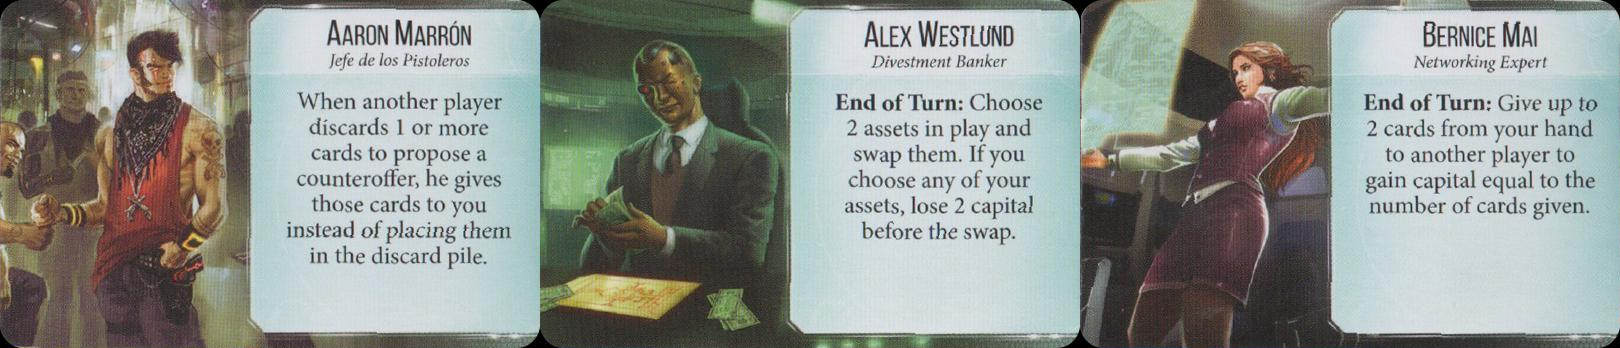 AARON MARRÓN
Jefe de los Pistoleros
When another player
discards 1 or more
cards to propose a
counteroffer, he gives
those cards to you
instead of placing them
in the discard pile.
ALEX WESTLUND
Divestment Banker
End of Turn: Choose
2 assets in play and
swap them. If you
choose any of your
assets, lose 2 capital
before the swap.
BERNICE MAI
Networking Expert
End of Turn: Give up to
2 cards from your hand
to another player to
gain capital equal to the
number of cards given.